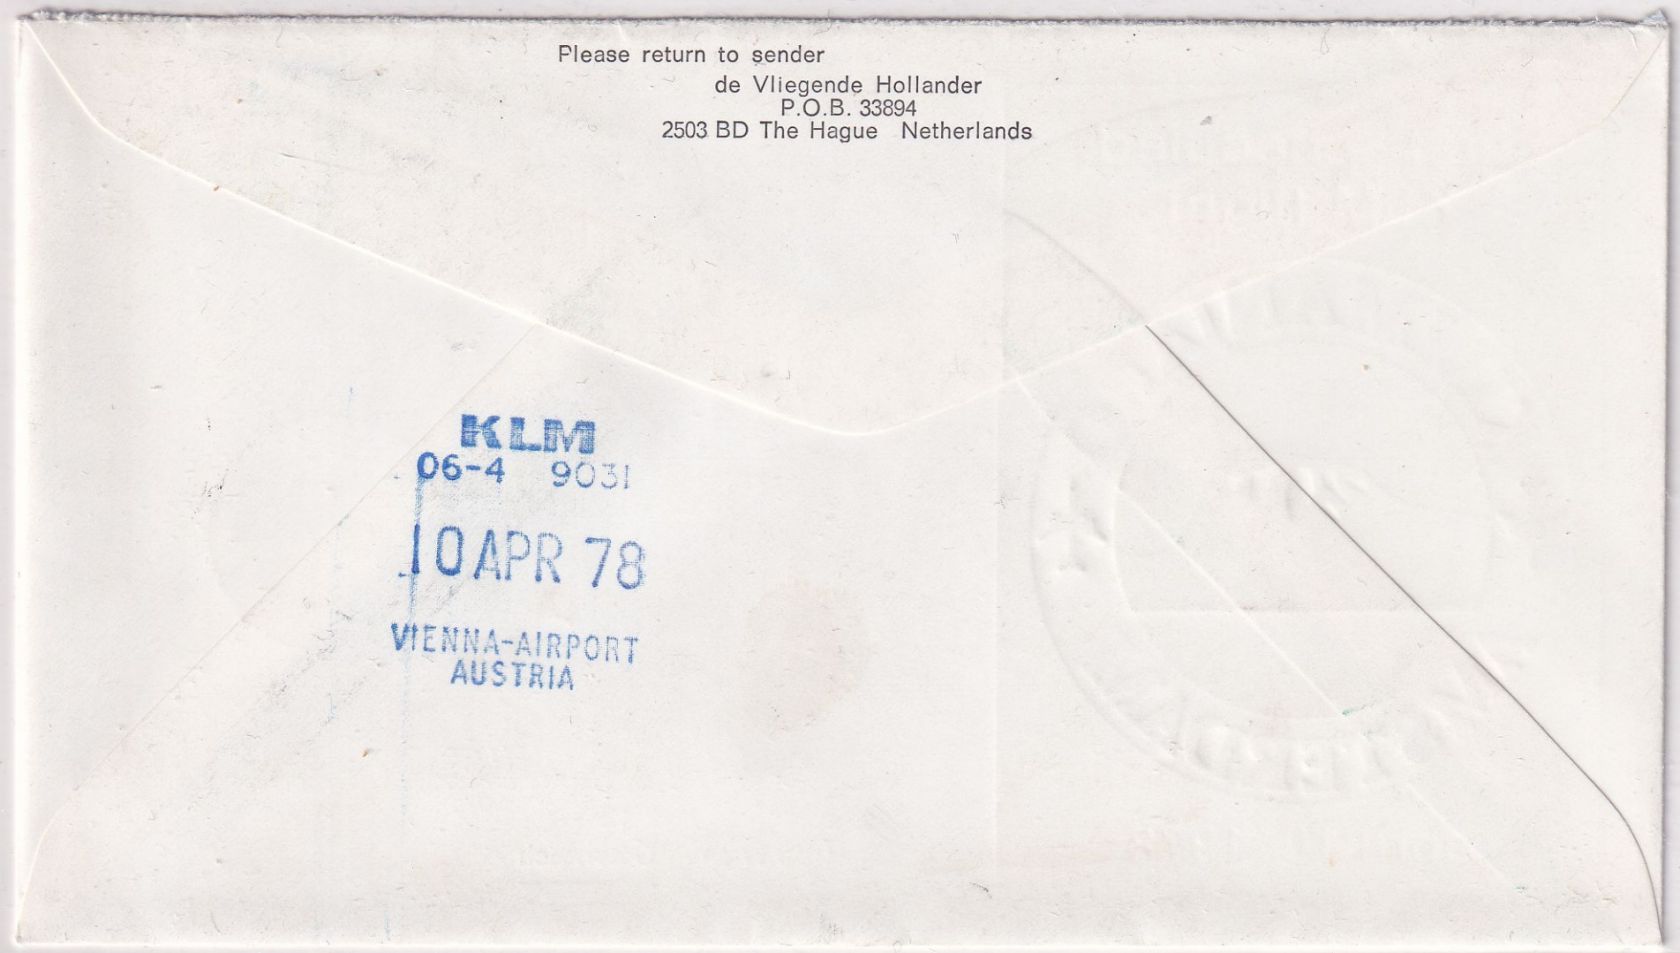 Please return to sender
de Vliegende Hollander
P.O.B. 33894
2503 BD The Hague Netherlands
KLM
06-4 9031
10 APR 78
VIENNA-AIRPORT
AUSTRIA